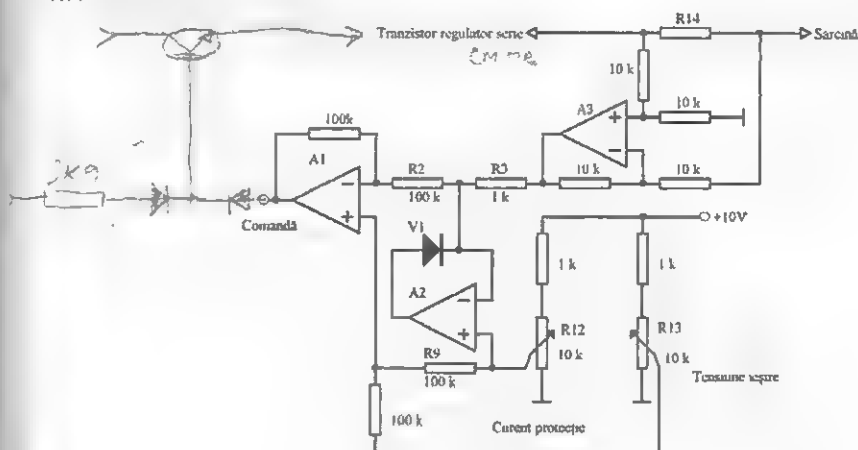 R14
Tranzistor regulator serie
Sarcină
10 k
A3
10 k
100k
A1
R2
R3
10 k
10 k
100 k
1 k
Comandă
V1
+10V
1 k
1 k
A2
R12
R13
10 k
10 k
R9
100 k
Tensiune ieșire
100 k
Curent protecție